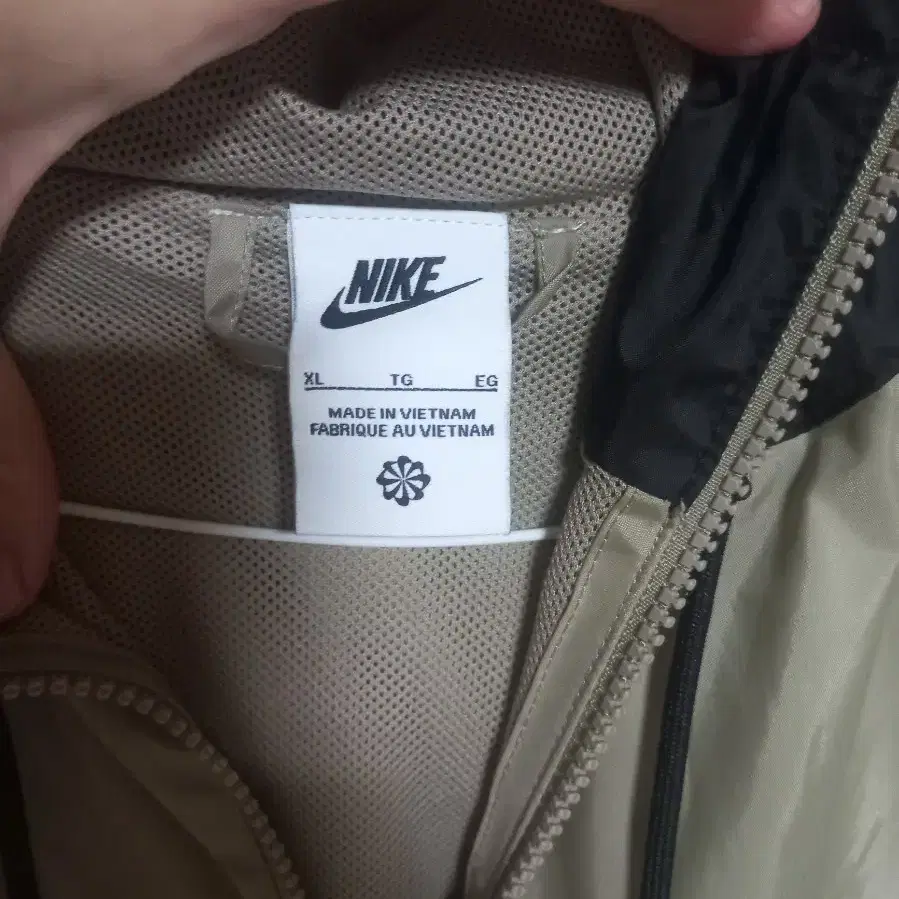 NIKE
XL TG EG
MADE IN VIETNAM
FABRIQUE AU VIETNAM